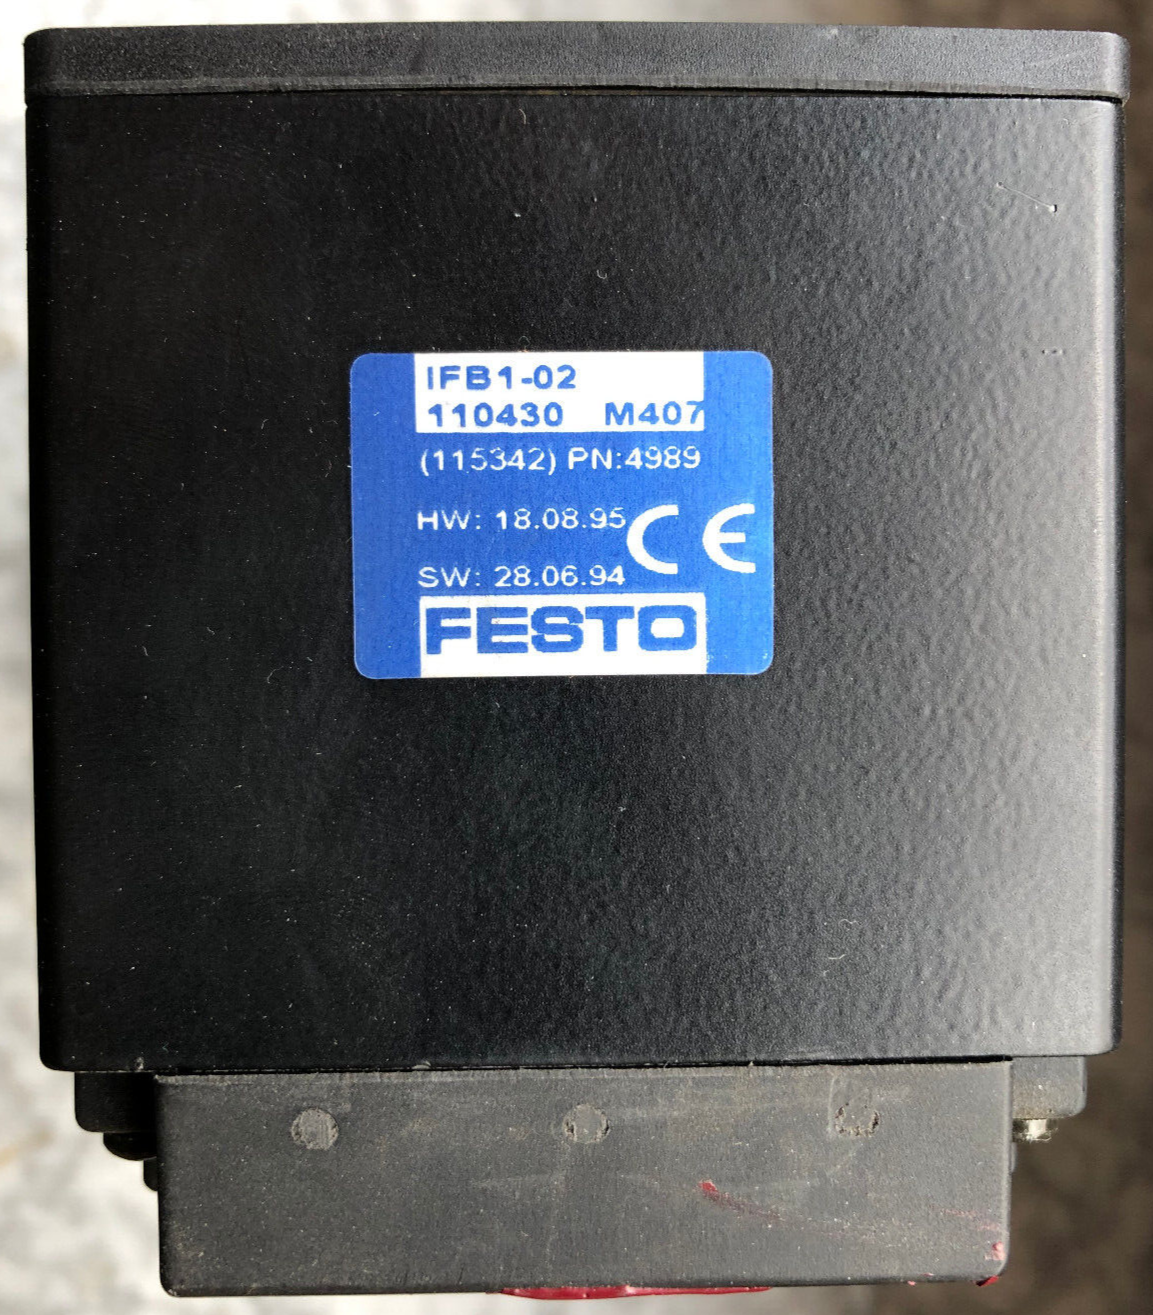 IFB1-02
110430 M407
(115342) PN:4989
HW: 18.08.95
CE
SW: 28.06.94
FESTO